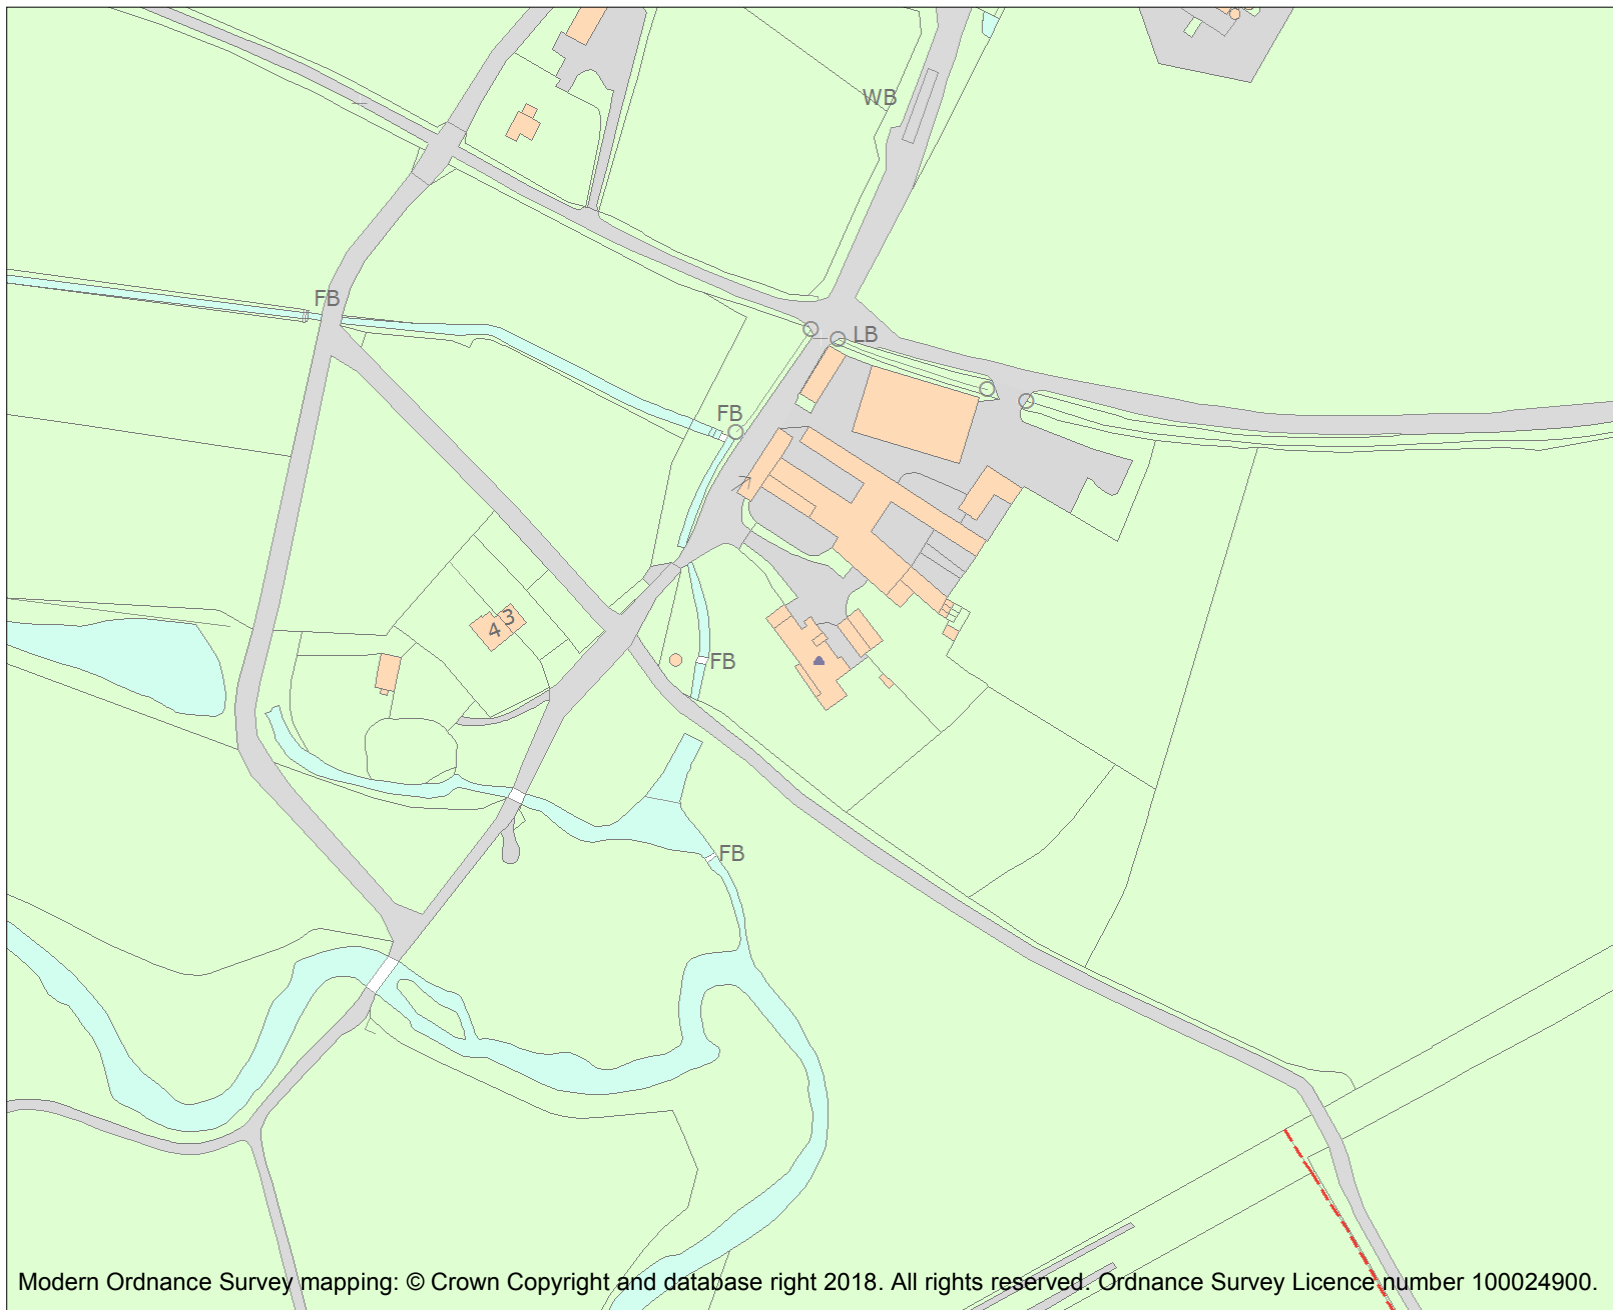 WB
FB
LB
FB
3
4
FB
FB
Modern Ordnance Survey mapping: © Crown Copyright and database right 2018. All rights reserved. Ordnance Survey Licence number 100024900.